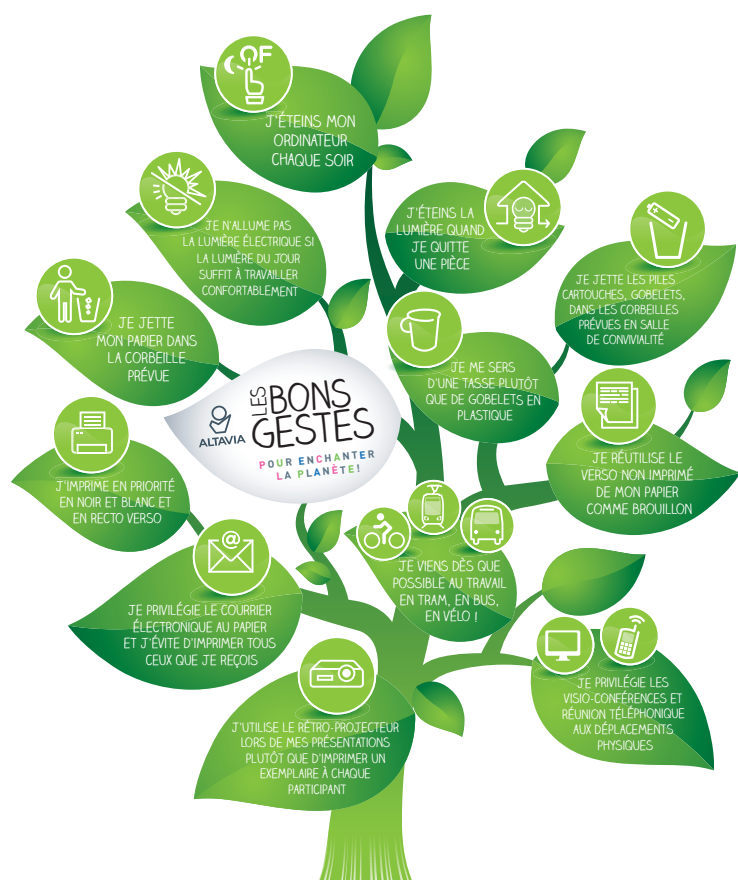 OF
J'ÉTEINS MON
ORDINATEUR
CHAQUE SOIR
JE N'ALLUME PAS
LA LUMIÈRE ÉLECTRIQUE SI
LA LUMIÈRE DU JOUR
SUFFIT À TRAVAILLER
CONFORTABLEMENT
J'ÉTEINS LA
LUMIÈRE QUAND
JE QUITTE
UNE PIÈCE
JE JETTE LES PILES
CARTOUCHES, GOBELETS,
DANS LES CORBEILLES
PRÉVUES EN SALLE
DE CONVIVIALITÉ
JE JETTE
MON PAPIER DANS
LA CORBEILLE
PRÉVUE
ALTAVIA
LES BONS
GESTES
POUR ENCHANTER
LA PLANÈTE!
JE ME SERS
D'UNE TASSE PLUTÔT
QUE DE GOBELETS EN
PLASTIQUE
J'IMPRIME EN PRIORITÉ
EN NOIR ET BLANC ET
EN RECTO VERSO
JE RÉUTILISE LE
VERSO NON IMPRIMÉ
DE MON PAPIER
COMME BROUILLON
@
JE PRIVILÉGIE LE COURRIER
ÉLECTRONIQUE AU PAPIER
ET J'ÉVITE D'IMPRIMER TOUS
CEUX QUE JE REÇOIS
JE VIENS DÈS QUE
POSSIBLE AU TRAVAIL
EN TRAM, EN BUS,
EN VÉLO !
J'UTILISE LE RÉTRO-PROJECTEUR
LORS DE MES PRÉSENTATIONS
PLUTÔT QUE D'IMPRIMER UN
EXEMPLAIRE À CHAQUE
PARTICIPANT
JE PRIVILÉGIE LES
VISIO-CONFÉRENCES ET
RÉUNION TÉLÉPHONIQUE
AUX DÉPLACEMENTS
PHYSIQUES